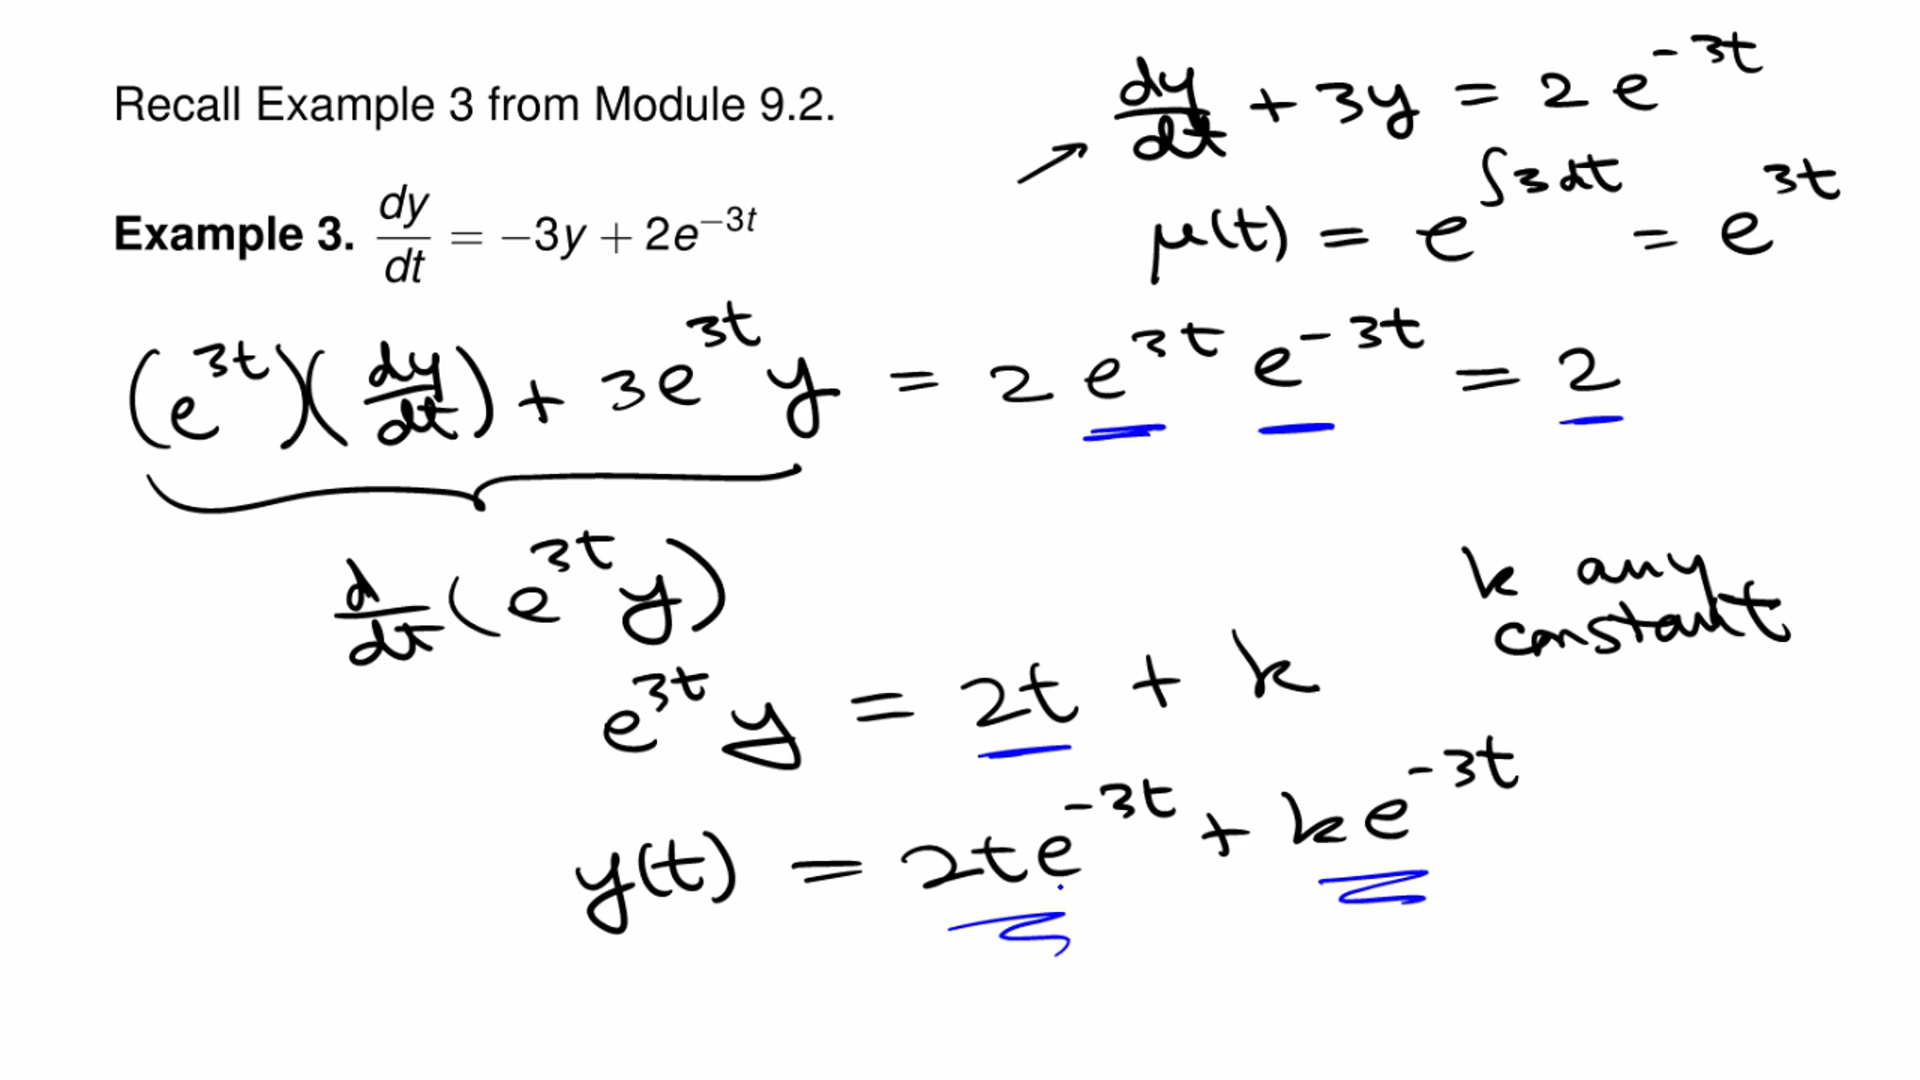 Recall Example 3 from Module 9.2.
dy/dt + 3y = 2e^{-3t}
Example 3. dy/dt = −3y + 2e^{−3t}
μ(t) = e^{∫3dt} = e^{3t}
(e^{3t})(dy/dt) + 3e^{3t}y = 2e^{3t}e^{-3t} = 2
d/dt(e^{3t}y)
k any
constant
e^{3t}y = 2t + k
y(t) = 2te^{-3t} + ke^{-3t}